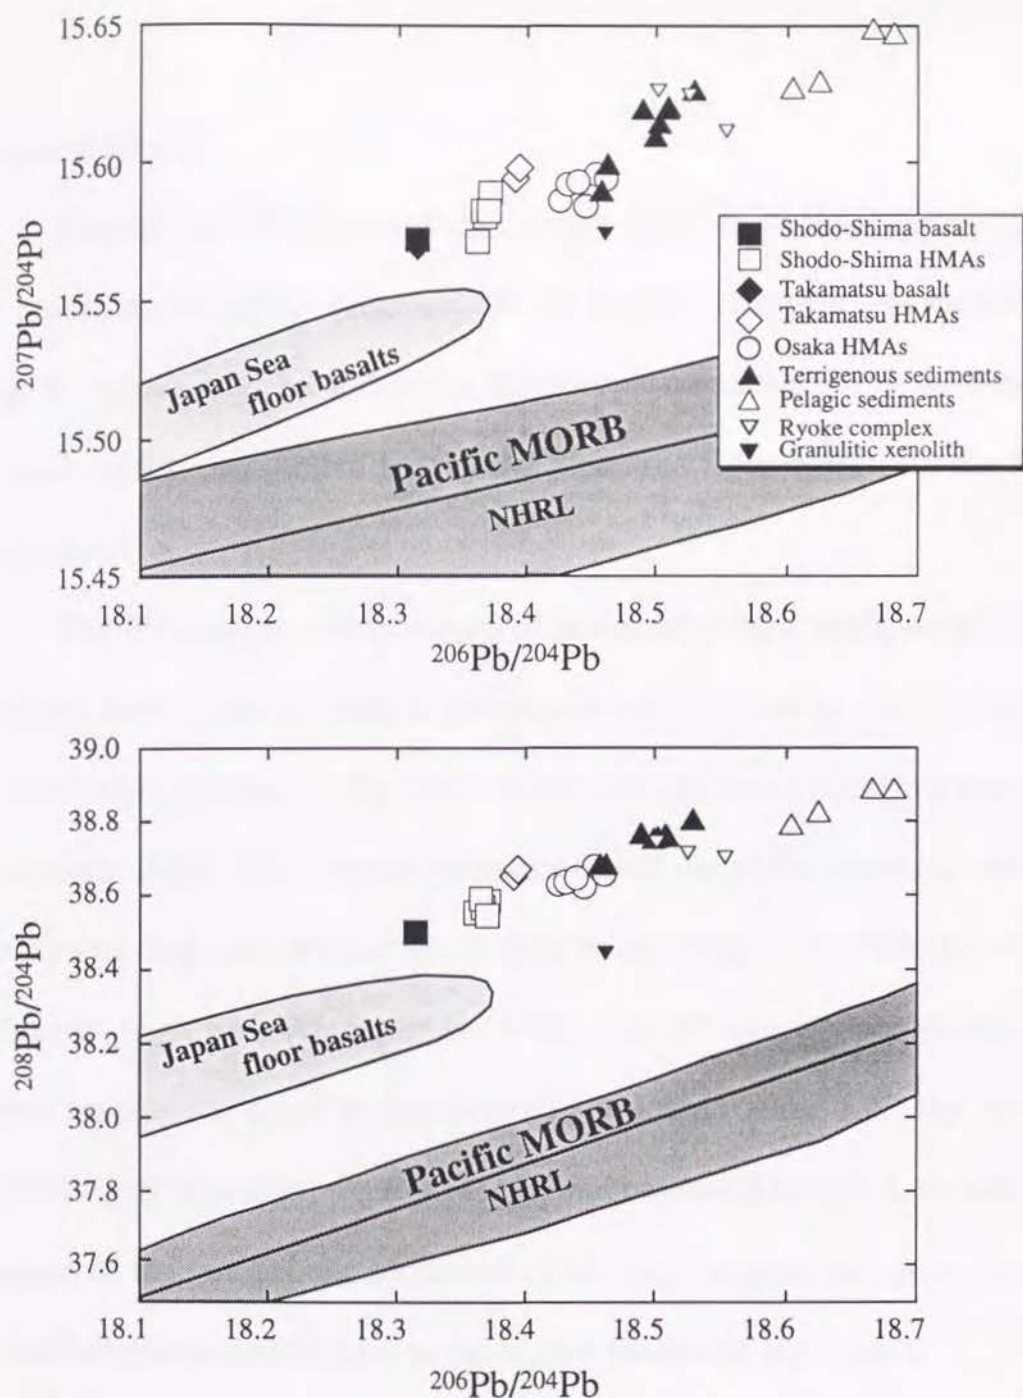 15.65
15.60
15.55
15.50
15.45
207Pb/204Pb
Japan Sea
floor basalts
Pacific MORB
NHRL
Shodo-Shima basalt
Shodo-Shima HMAs
Takamatsu basalt
Takamatsu HMAs
Osaka HMAs
Terrigenous sediments
Pelagic sediments
Ryoke complex
Granulitic xenolith
18.1 18.2 18.3 18.4 18.5 18.6 18.7
206Pb/204Pb
39.0
38.8
38.6
38.4
38.2
38.0
37.8
37.6
208Pb/204Pb
Japan Sea
floor basalts
Pacific MORB
NHRL
18.1 18.2 18.3 18.4 18.5 18.6 18.7
206Pb/204Pb